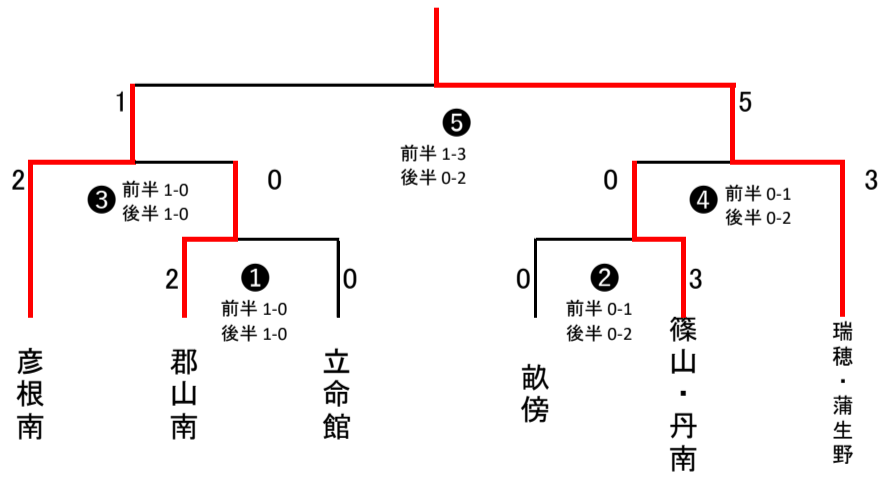 1
5
❺
前半 1-3
後半 0-2
2
0
0
3
❸
前半 1-0
後半 1-0
❹
前半 0-1
後半 0-2
2
❶
0
前半 1-0
後半 1-0
0
❷
3
前半 0-1
後半 0-2
彦根南
郡山南
立命館
畝傍
篠山・丹南
瑞穂・蒲生野